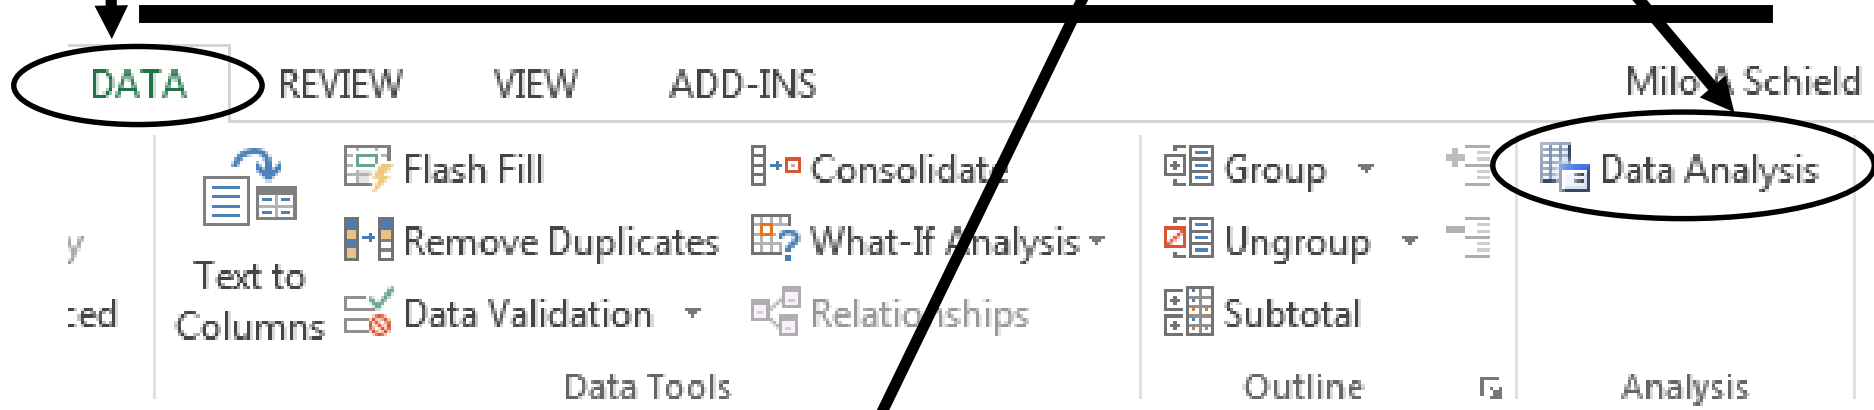 DATA REVIEW VIEW ADD-INS Milo A Schield
Flash Fill Consolidate Group Data Analysis
y Remove Duplicates What-If Analysis Ungroup
Text to
ced Data Validation Relationships Subtotal
Columns
Data Tools Outline Analysis